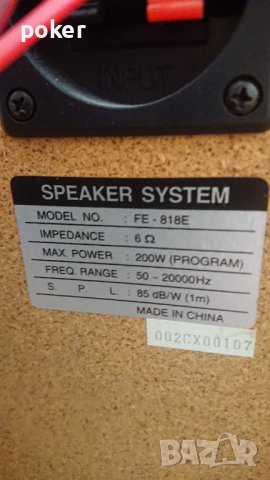 poker
INPUT
SPEAKER SYSTEM
MODEL NO. : FE - 818E
IMPEDANCE : 6 Ω
MAX. POWER : 200W (PROGRAM)
FREQ. RANGE : 50 ~ 20000Hz
S. P. L. : 85 dB/W (1m)
MADE IN CHINA
002CX00107
bazar